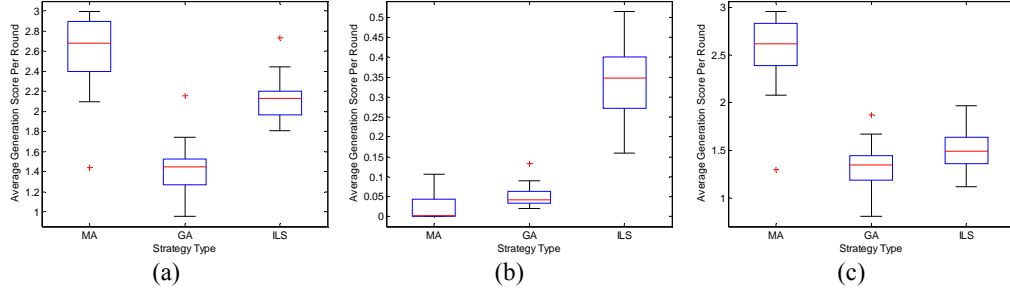 Average Generation Score Per Round
3
2.8
2.6
2.4
2.2
2
1.8
1.6
1.4
1.2
1
MA GA ILS
Strategy Type
(a)
Average Generation Score Per Round
0.5
0.45
0.4
0.35
0.3
0.25
0.2
0.15
0.1
0.05
0
MA GA ILS
Strategy Type
(b)
Average Generation Score Per Round
3
2.5
2
1.5
1
MA GA ILS
Strategy Type
(c)